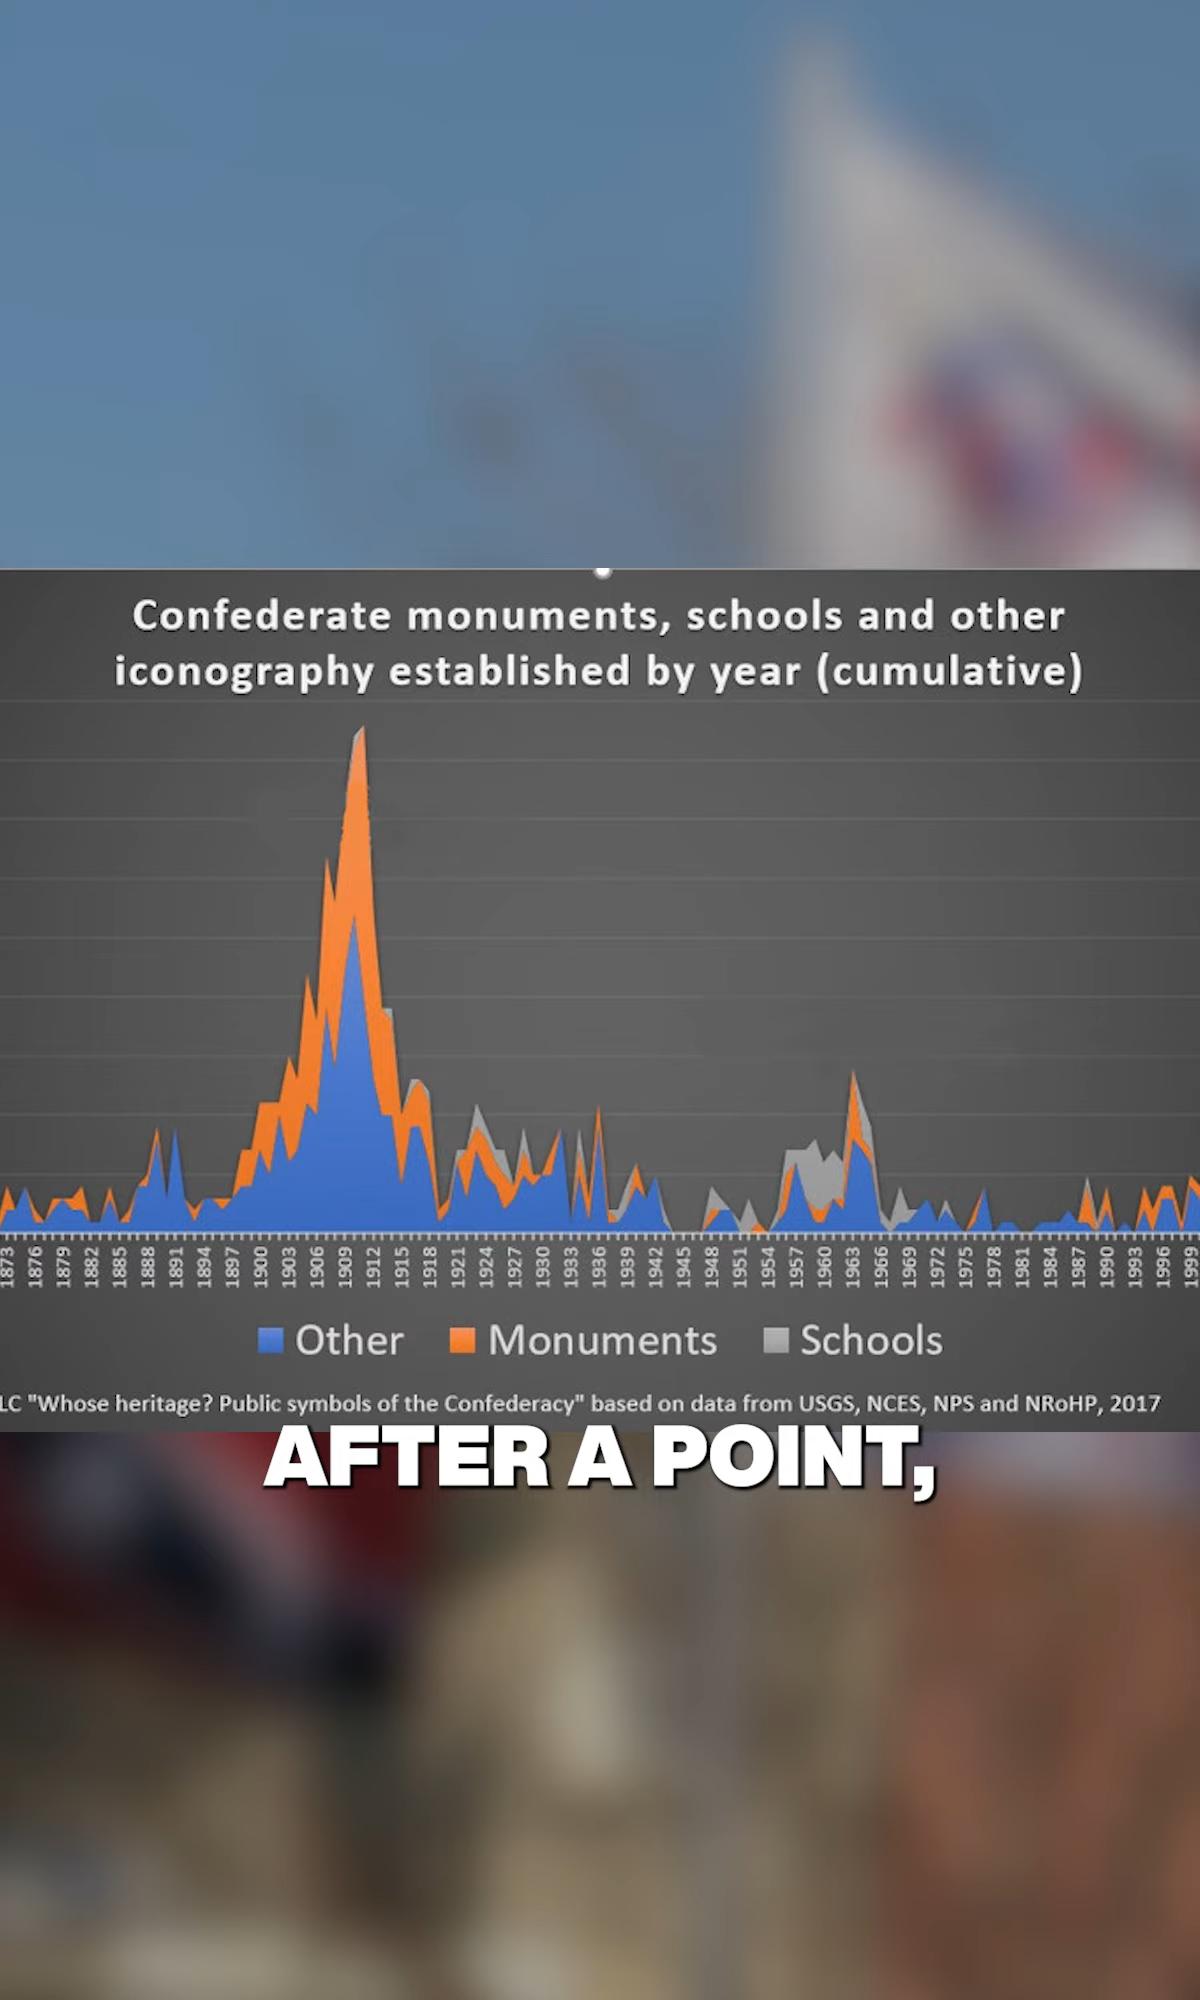 Confederate monuments, schools and other
iconography established by year (cumulative)
1873 1876 1879 1882 1885 1888 1891 1894 1897 1900 1903 1906 1909 1912 1915 1918 1921 1924 1927 1930 1933 1936 1939 1942 1945 1948 1951 1954 1957 1960 1963 1966 1969 1972 1975 1978 1981 1984 1987 1990 1993 1996 1999
Other Monuments Schools
LC "Whose heritage? Public symbols of the Confederacy" based on data from USGS, NCES, NPS and NRoHP, 2017
AFTER A POINT,